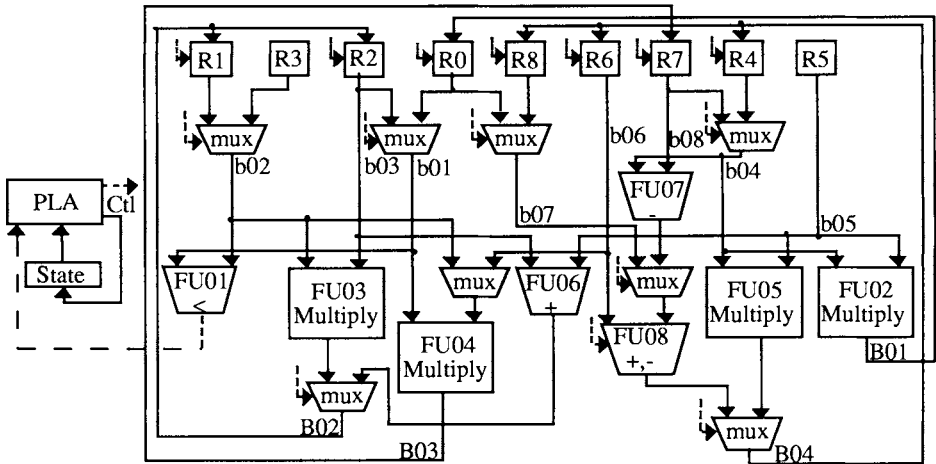 R1 R3 R2 R0 R8 R6 R7 R4 R5
mux mux mux mux
b02 b03 b01 b06 b08 b04
PLA
Ctl
FU07
-
b07 b05
State
FU01
<
FU03
Multiply
mux
FU06
+
mux
FU05
Multiply
FU02
Multiply
FU04
Multiply
FU08
+,-
B01
mux
B02
mux
B03 B04